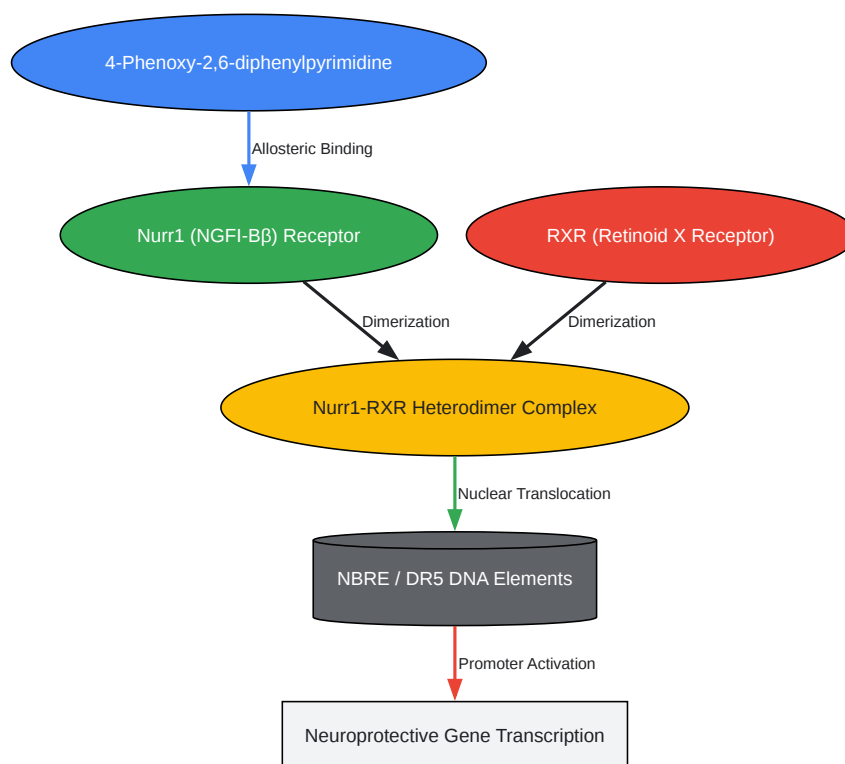 4-Phenoxy-2,6-diphenylpyrimidine
Allosteric Binding
Nurr1 (NGFI-Bβ) Receptor
RXR (Retinoid X Receptor)
Dimerization
Dimerization
Nurr1-RXR Heterodimer Complex
Nuclear Translocation
NBRE / DR5 DNA Elements
Promoter Activation
Neuroprotective Gene Transcription